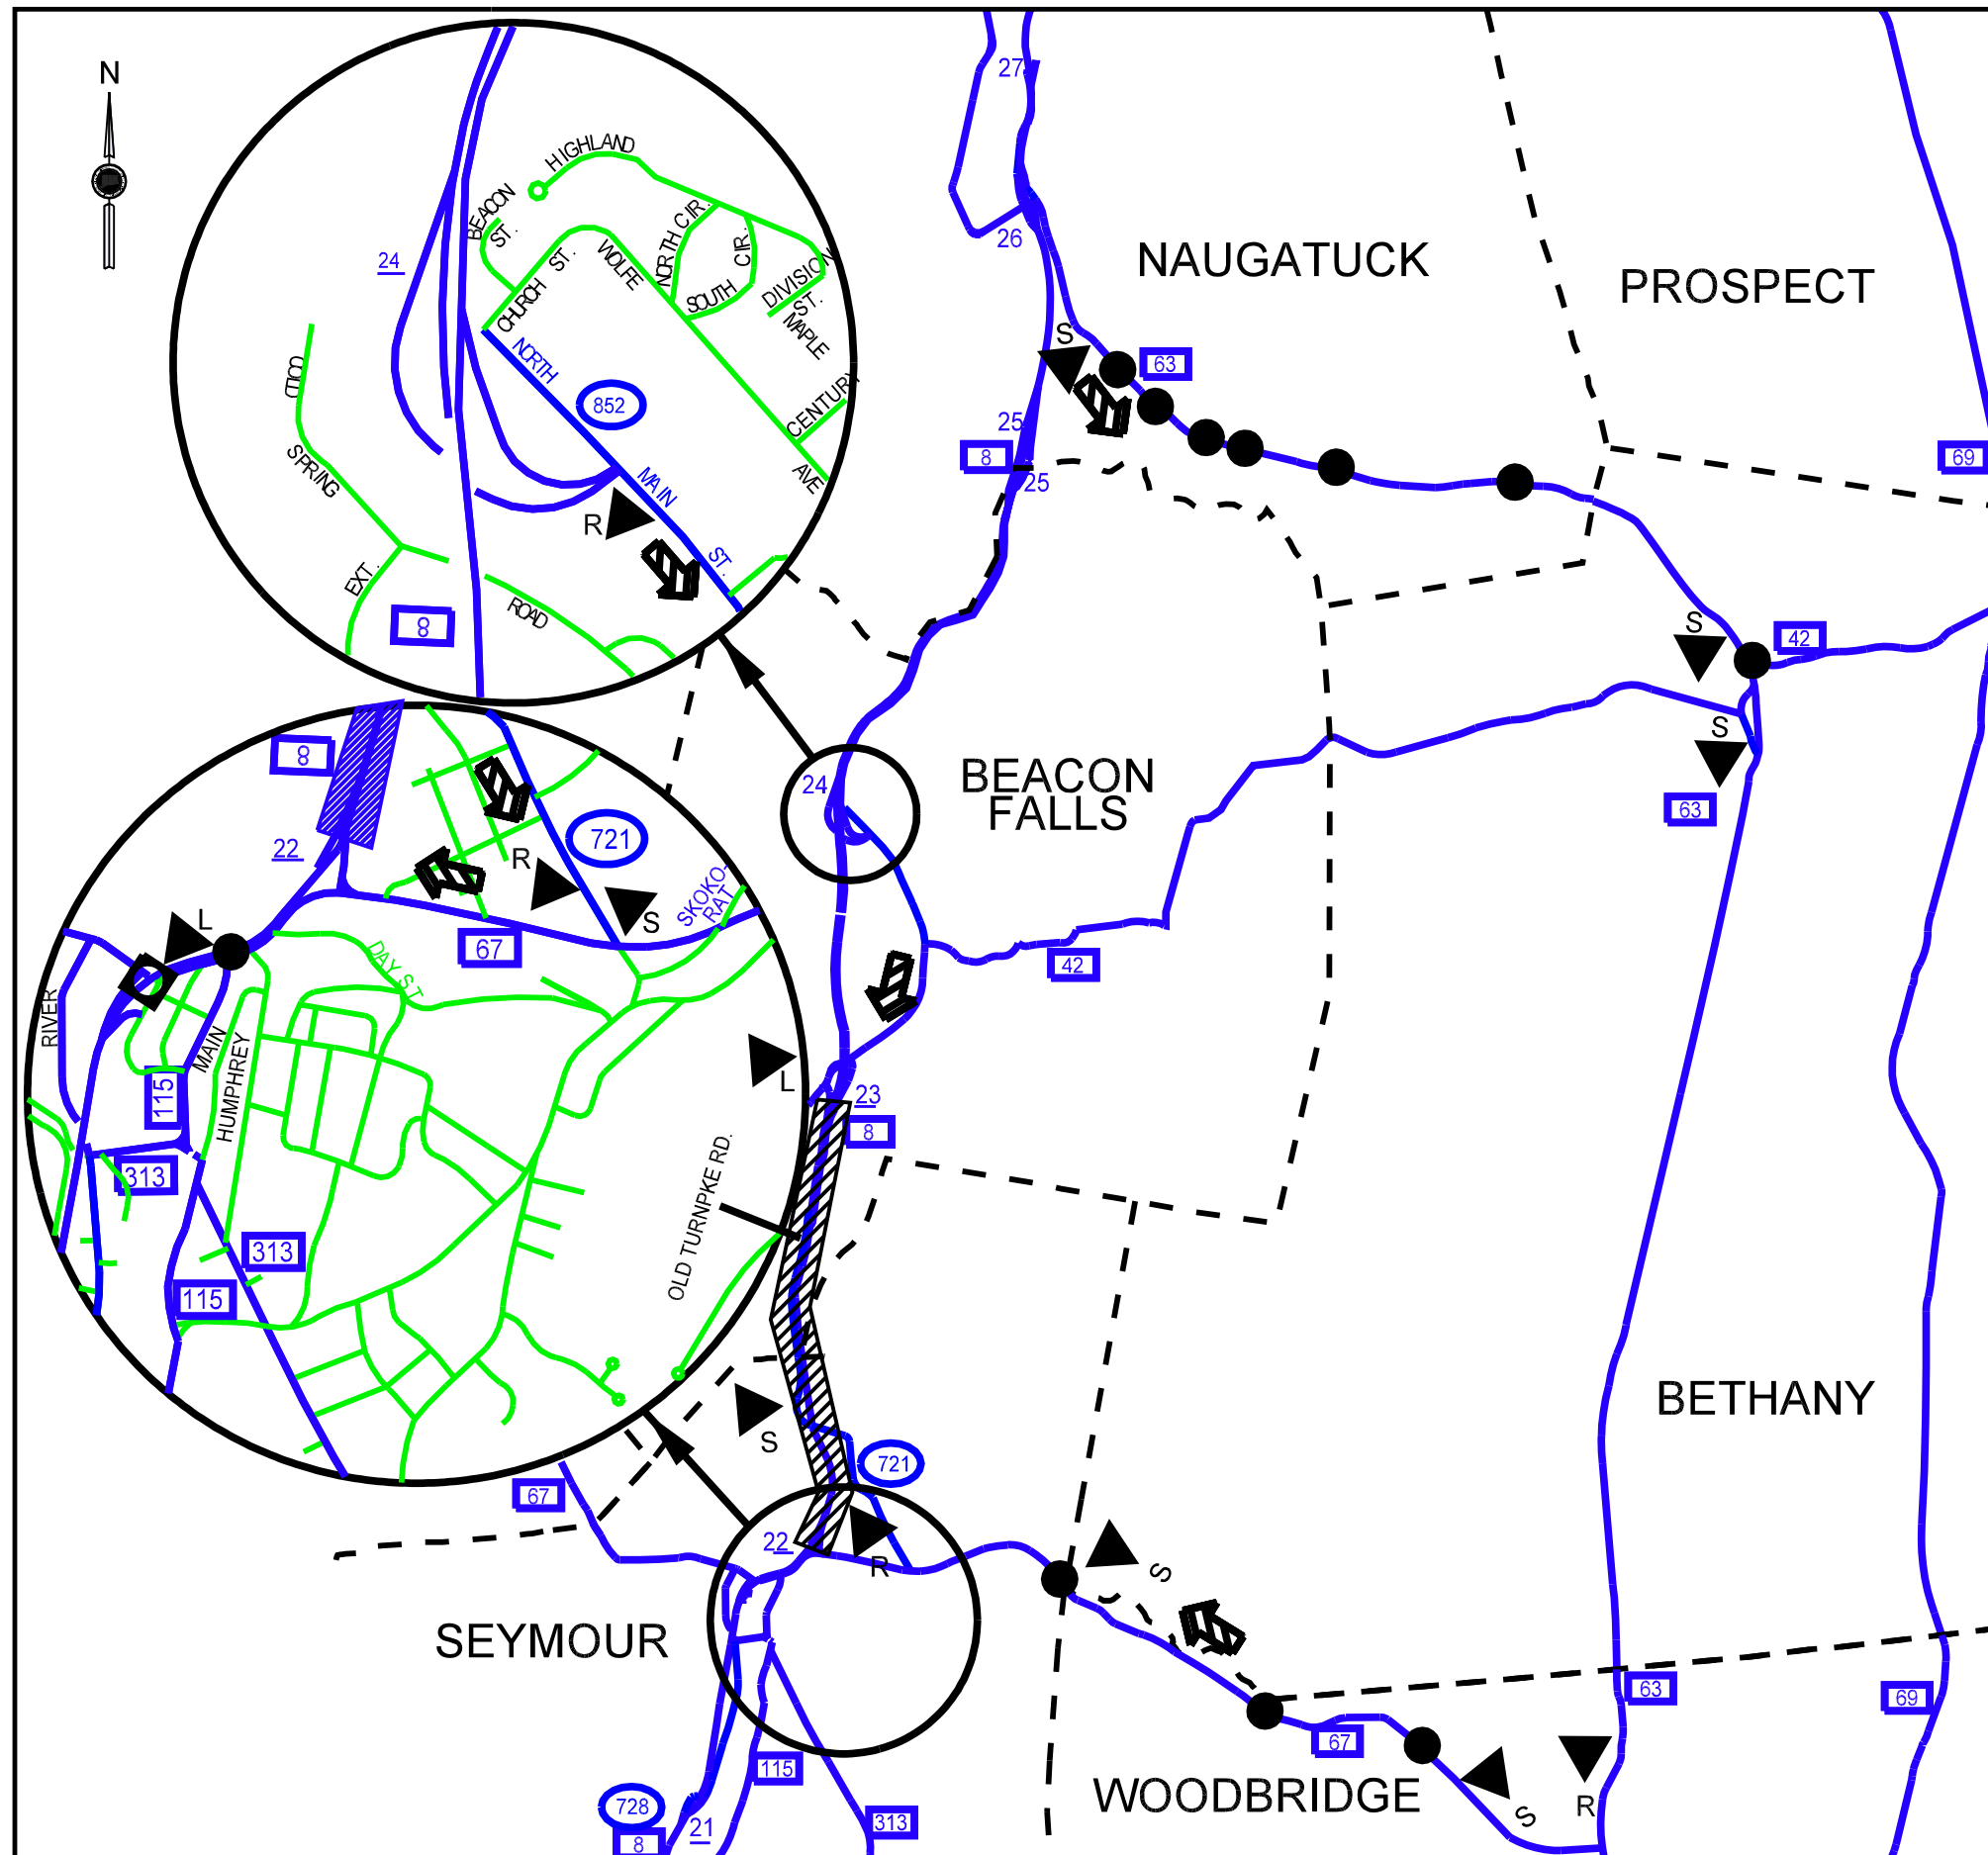 N
27
26
NAUGATUCK
PROSPECT
HIGHLAND
BEACON
ST.
NORTH CIR.
CIR.
SOUTH
DIVISION
ST.
MAPLE
WOLFE
CHURCH ST.
24
NORTH
852
MAIN
ST.
CENTURY
AVE
SPRING
EXT.
ROAD
R
8
S
63
25
8
25
69
S
42
S
63
BEACON
FALLS
24
8
22
721
R
S
SKOKO-
RAT
67
L
DAY ST.
RIVER
MAIN
HUMPHREY
115
313
313
115
42
L
23
8
OLD TURNPKE RD.
S
721
67
22
R
S
SEYMOUR
BETHANY
63
69
67
WOODBRIDGE
S
R
115
728
8
21
313